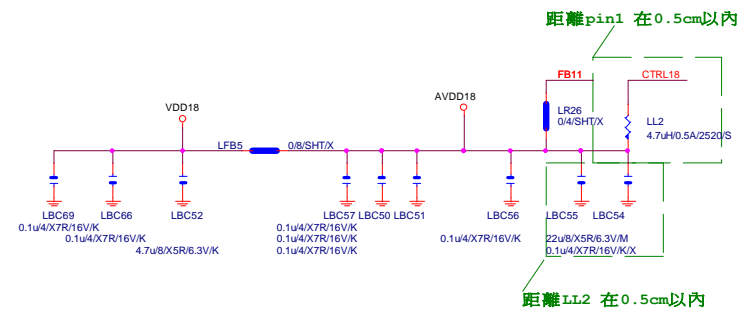 距離pin1 在0.5cm以內
FB11
CTRL18
AVDD18
VDD18
LR26
0/4/SHT/X
LL2
4.7uH/0.5A/2520/S
LFB5
0/8/SHT/X
LBC69
LBC66
LBC52
LBC57
LBC50
LBC51
LBC56
LBC55
LBC54
0.1u/4/X7R/16V/K
0.1u/4/X7R/16V/K
4.7u/8/X5R/6.3V/K
0.1u/4/X7R/16V/K
0.1u/4/X7R/16V/K
0.1u/4/X7R/16V/K
0.1u/4/X7R/16V/K
22u/8/X5R/6.3V/M
0.1u/4/X7R/16V/K/X
距離LL2 在0.5cm以內